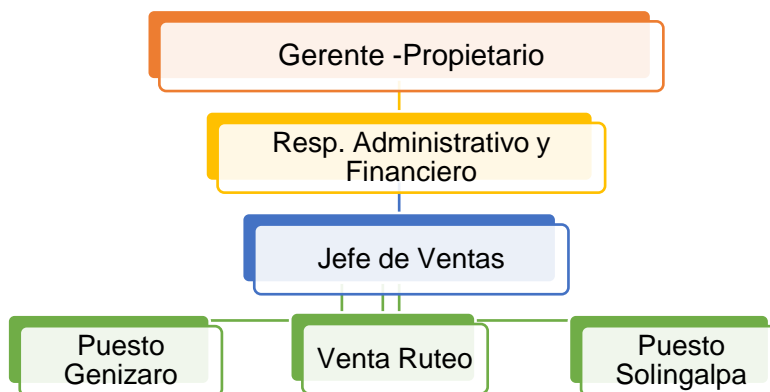 Gerente -Propietario
Resp. Administrativo y
Financiero
Jefe de Ventas
Puesto
Genizaro
Venta Ruteo
Puesto
Solingalpa